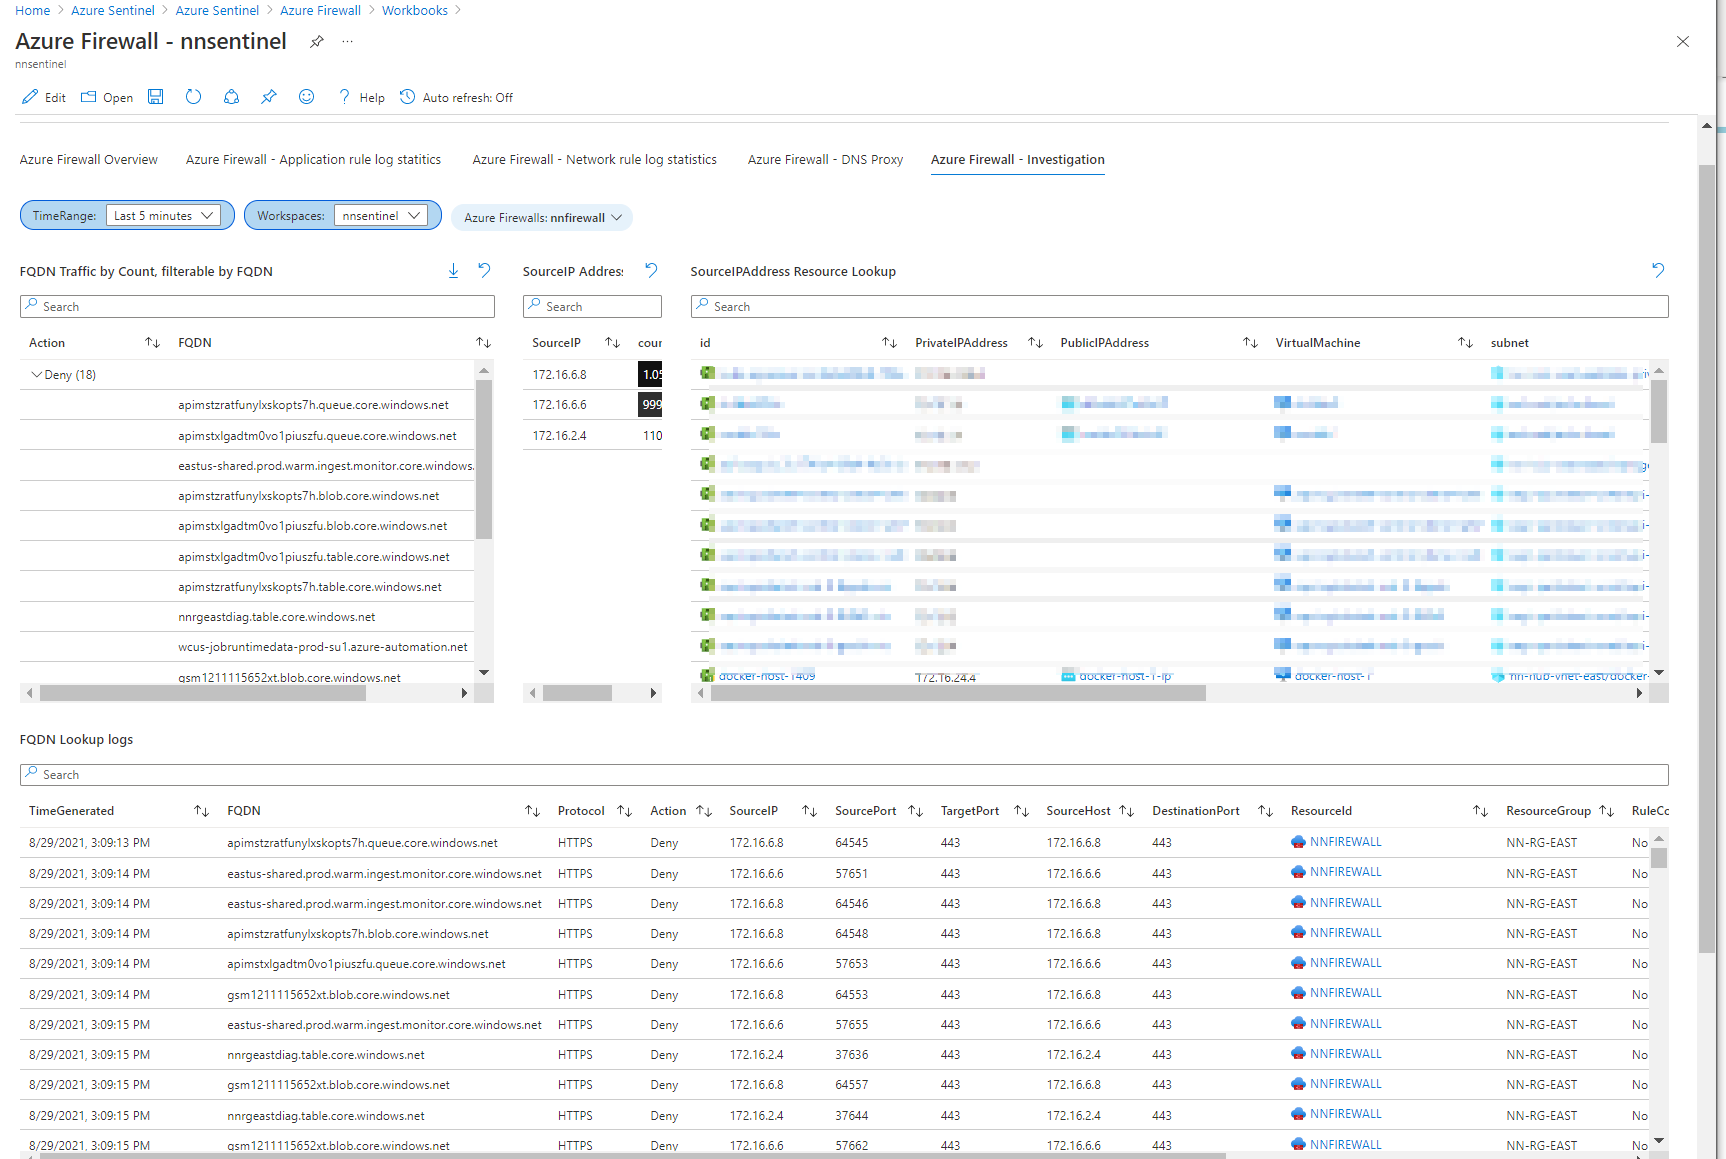 Home > Azure Sentinel > Azure Sentinel > Azure Firewall > Workbooks >
Azure Firewall - nnsentinel ...
nnsentinel
Edit Open Help Auto refresh: Off
Azure Firewall Overview Azure Firewall - Application rule log statitics Azure Firewall - Network rule log statistics Azure Firewall - DNS Proxy Azure Firewall - Investigation
TimeRange: Last 5 minutes Workspaces: nnsentinel Azure Firewalls: nnfirewall
FQDN Traffic by Count, filterable by FQDN
Search
Action FQDN
Deny (18)
apimstzratfunylxskopts7h.queue.core.windows.net
apimstxlgadtm0vo1piuszfu.queue.core.windows.net
eastus-shared.prod.warm.ingest.monitor.core.windows.
apimstzratfunylxskopts7h.blob.core.windows.net
apimstxlgadtm0vo1piuszfu.blob.core.windows.net
apimstxlgadtm0vo1piuszfu.table.core.windows.net
apimstzratfunylxskopts7h.table.core.windows.net
nnrgeastdiag.table.core.windows.net
wcus-jobruntimedata-prod-su1.azure-automation.net
gsm1211115652xt.blob.core.windows.net
SourceIP Addres
Search
SourceIP cour
172.16.6.8 1.05
172.16.6.6 999
172.16.2.4 110
SourceIPAddress Resource Lookup
Search
id PrivateIPAddress PublicIPAddress VirtualMachine subnet
docker-host-1409 172.16.24.4 docker-host-1-ip docker-host-1 nn-hub-vnet-east/docker-
FQDN Lookup logs
Search
TimeGenerated FQDN Protocol Action SourceIP SourcePort TargetPort SourceHost DestinationPort ResourceId ResourceGroup RuleCo
8/29/2021, 3:09:13 PM apimstzratfunylxskopts7h.queue.core.windows.net HTTPS Deny 172.16.6.8 64545 443 172.16.6.8 443 NNFIREWALL NN-RG-EAST No
8/29/2021, 3:09:14 PM eastus-shared.prod.warm.ingest.monitor.core.windows.net HTTPS Deny 172.16.6.6 57651 443 172.16.6.6 443 NNFIREWALL NN-RG-EAST No
8/29/2021, 3:09:14 PM eastus-shared.prod.warm.ingest.monitor.core.windows.net HTTPS Deny 172.16.6.8 64546 443 172.16.6.8 443 NNFIREWALL NN-RG-EAST No
8/29/2021, 3:09:14 PM apimstzratfunylxskopts7h.blob.core.windows.net HTTPS Deny 172.16.6.8 64548 443 172.16.6.8 443 NNFIREWALL NN-RG-EAST No
8/29/2021, 3:09:14 PM apimstxlgadtm0vo1piuszfu.queue.core.windows.net HTTPS Deny 172.16.6.6 57653 443 172.16.6.6 443 NNFIREWALL NN-RG-EAST No
8/29/2021, 3:09:14 PM gsm1211115652xt.blob.core.windows.net HTTPS Deny 172.16.6.8 64553 443 172.16.6.8 443 NNFIREWALL NN-RG-EAST No
8/29/2021, 3:09:15 PM eastus-shared.prod.warm.ingest.monitor.core.windows.net HTTPS Deny 172.16.6.6 57655 443 172.16.6.6 443 NNFIREWALL NN-RG-EAST No
8/29/2021, 3:09:15 PM nnrgeastdiag.table.core.windows.net HTTPS Deny 172.16.2.4 37636 443 172.16.2.4 443 NNFIREWALL NN-RG-EAST No
8/29/2021, 3:09:15 PM gsm1211115652xt.blob.core.windows.net HTTPS Deny 172.16.6.8 64557 443 172.16.6.8 443 NNFIREWALL NN-RG-EAST No
8/29/2021, 3:09:15 PM nnrgeastdiag.table.core.windows.net HTTPS Deny 172.16.2.4 37644 443 172.16.2.4 443 NNFIREWALL NN-RG-EAST No
8/29/2021, 3:09:15 PM gsm1211115652xt.blob.core.windows.net HTTPS Deny 172.16.6.6 57662 443 172.16.6.6 443 NNFIREWALL NN-RG-EAST No